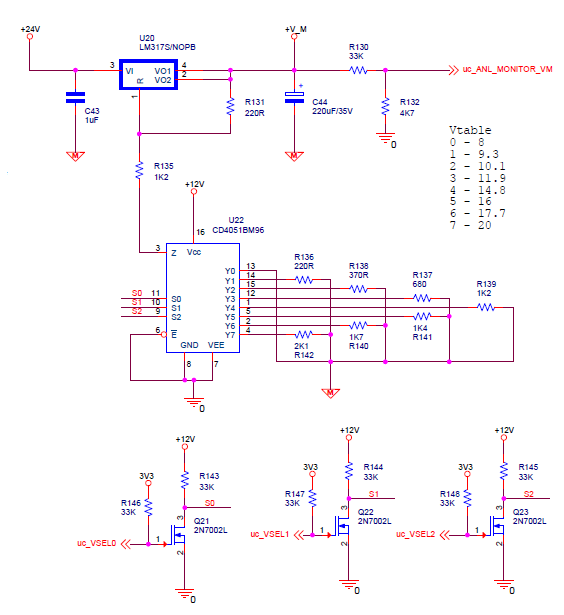 +24V
U20
LM317S/NOPB
+V_M
3
VI
VO1
4
VO2
2
R
1
R130
33K
uc_ANL_MONITOR_VM
C43
1uF
R131
220R
+
C44
220uF/35V
R132
4K7
0
M
M
Vtable
0 - 8
1 - 9.3
2 - 10.1
3 - 11.9
4 - 14.8
5 - 16
6 - 17.7
7 - 20
R135
1K2
+12V
U22
CD4051BM96
16
3
Z
Vcc
Y0
13
Y1
14
Y2
15
Y3
12
Y4
1
Y5
5
Y6
2
Y7
4
R136
220R
R138
370R
R137
680
R139
1K2
S0
11
S0
S1
10
S1
S2
9
S2
6
E
GND
VEE
8
7
2K1
R142
1K7
R140
1K4
R141
M
0
+12V
3V3
R143
33K
R146
33K
S0
3
Q21
2N7002L
uc_VSEL0
1
2
0
+12V
3V3
R144
33K
R147
33K
S1
3
Q22
2N7002L
uc_VSEL1
1
2
0
+12V
3V3
R145
33K
R148
33K
S2
3
Q23
2N7002L
uc_VSEL2
1
2
0